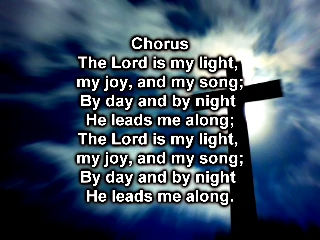 Chorus
The Lord is my light,
my joy, and my song;
By day and by night
He leads me along;
The Lord is my light,
my joy, and my song;
By day and by night
He leads me along.